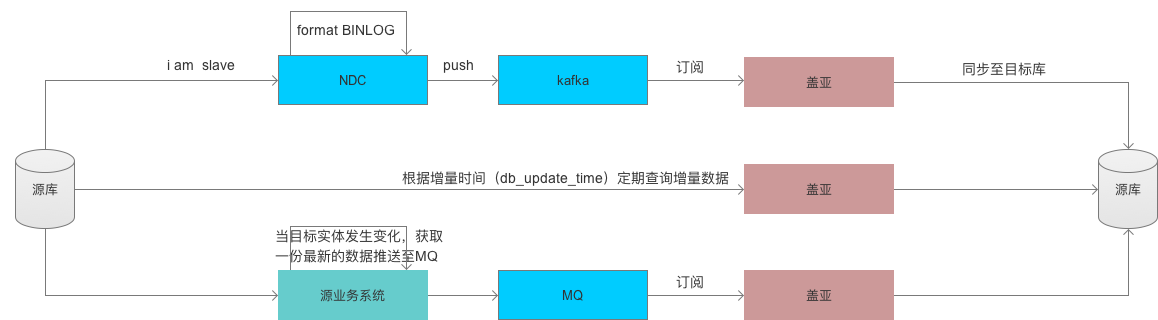 format BINLOG
i am  slave
NDC
push
kafka
订阅
盖亚
同步至目标库
源库
根据增量时间（db_update_time）定期查询增量数据
盖亚
源库
当目标实体发生变化，获取
一份最新的数据推送至MQ
源业务系统
MQ
订阅
盖亚